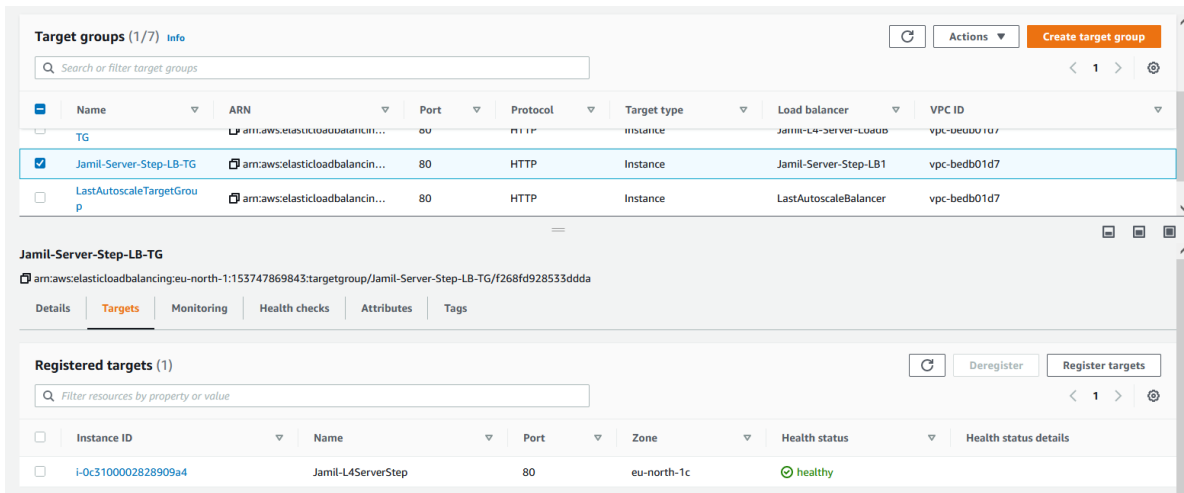 Target groups (1/7) Info
Actions
Create target group
Search or filter target groups
1
Name ARN Port Protocol Target type Load balancer VPC ID
TG arn:aws:elasticloadbalancin... 80 HTTP Instance Jamil-L4-Server-LoadB vpc-bedb01d7
Jamil-Server-Step-LB-TG arn:aws:elasticloadbalancin... 80 HTTP Instance Jamil-Server-Step-LB1 vpc-bedb01d7
LastAutoscaleTargetGrou
p arn:aws:elasticloadbalancin... 80 HTTP Instance LastAutoscaleBalancer vpc-bedb01d7
Jamil-Server-Step-LB-TG
arn:aws:elasticloadbalancing:eu-north-1:153747869843:targetgroup/Jamil-Server-Step-LB-TG/f268fd928533ddda
Details Targets Monitoring Health checks Attributes Tags
Registered targets (1)
Deregister
Register targets
Filter resources by property or value
1
Instance ID Name Port Zone Health status Health status details
i-0c3100002828909a4 Jamil-L4ServerStep 80 eu-north-1c healthy